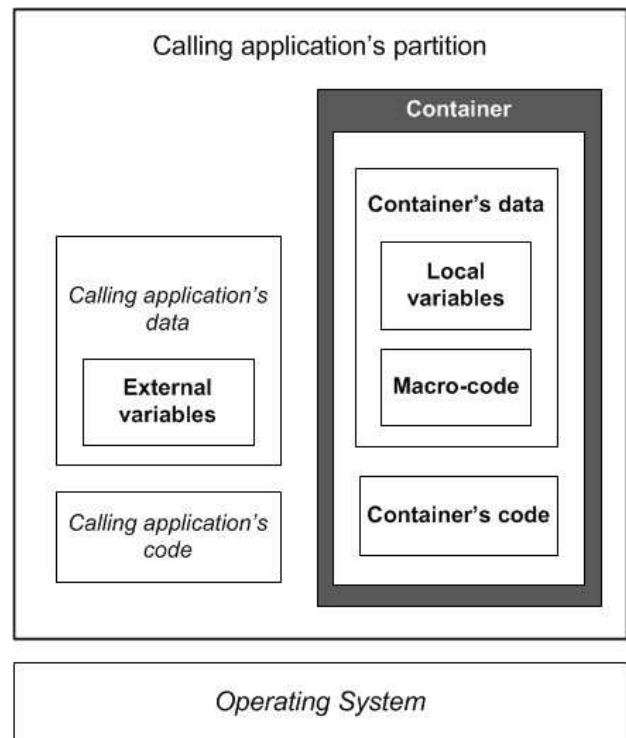 Calling application's partition
Container
Container's data
Local
variables
Macro-code
Container's code
Calling application's
data
External
variables
Calling application's
code
Operating System